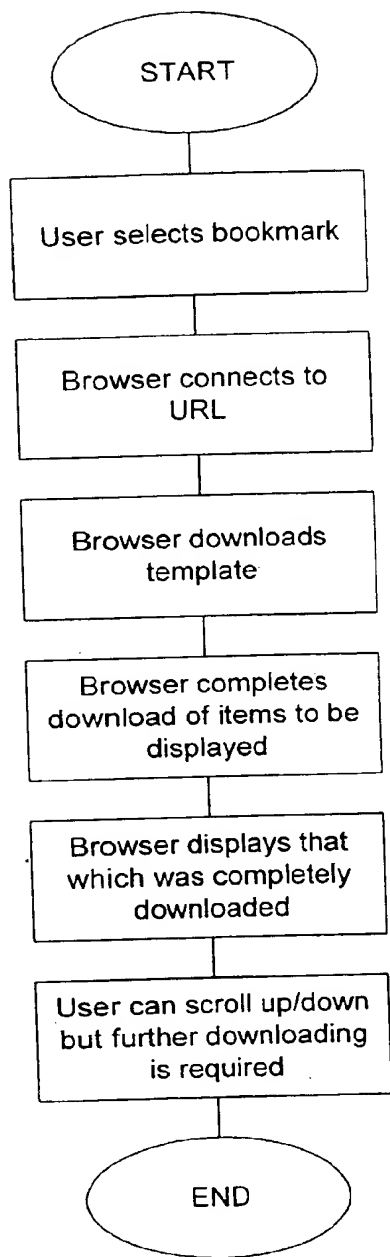 START
User selects bookmark
Browser connects to
URL
Browser downloads
template
Browser completes
download of items to be
displayed
Browser displays that
which was completely
downloaded
User can scroll up/down
but further downloading
is required
END